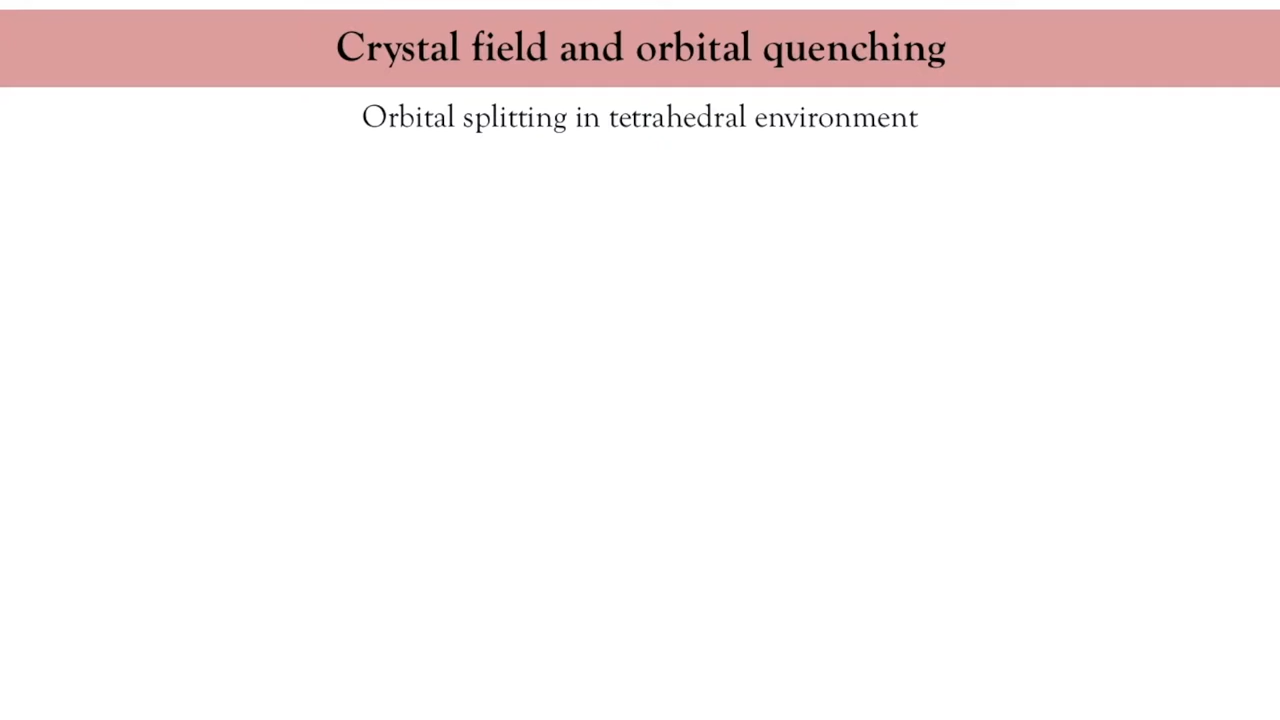 Crystal field and orbital quenching
Orbital splitting in tetrahedral environment